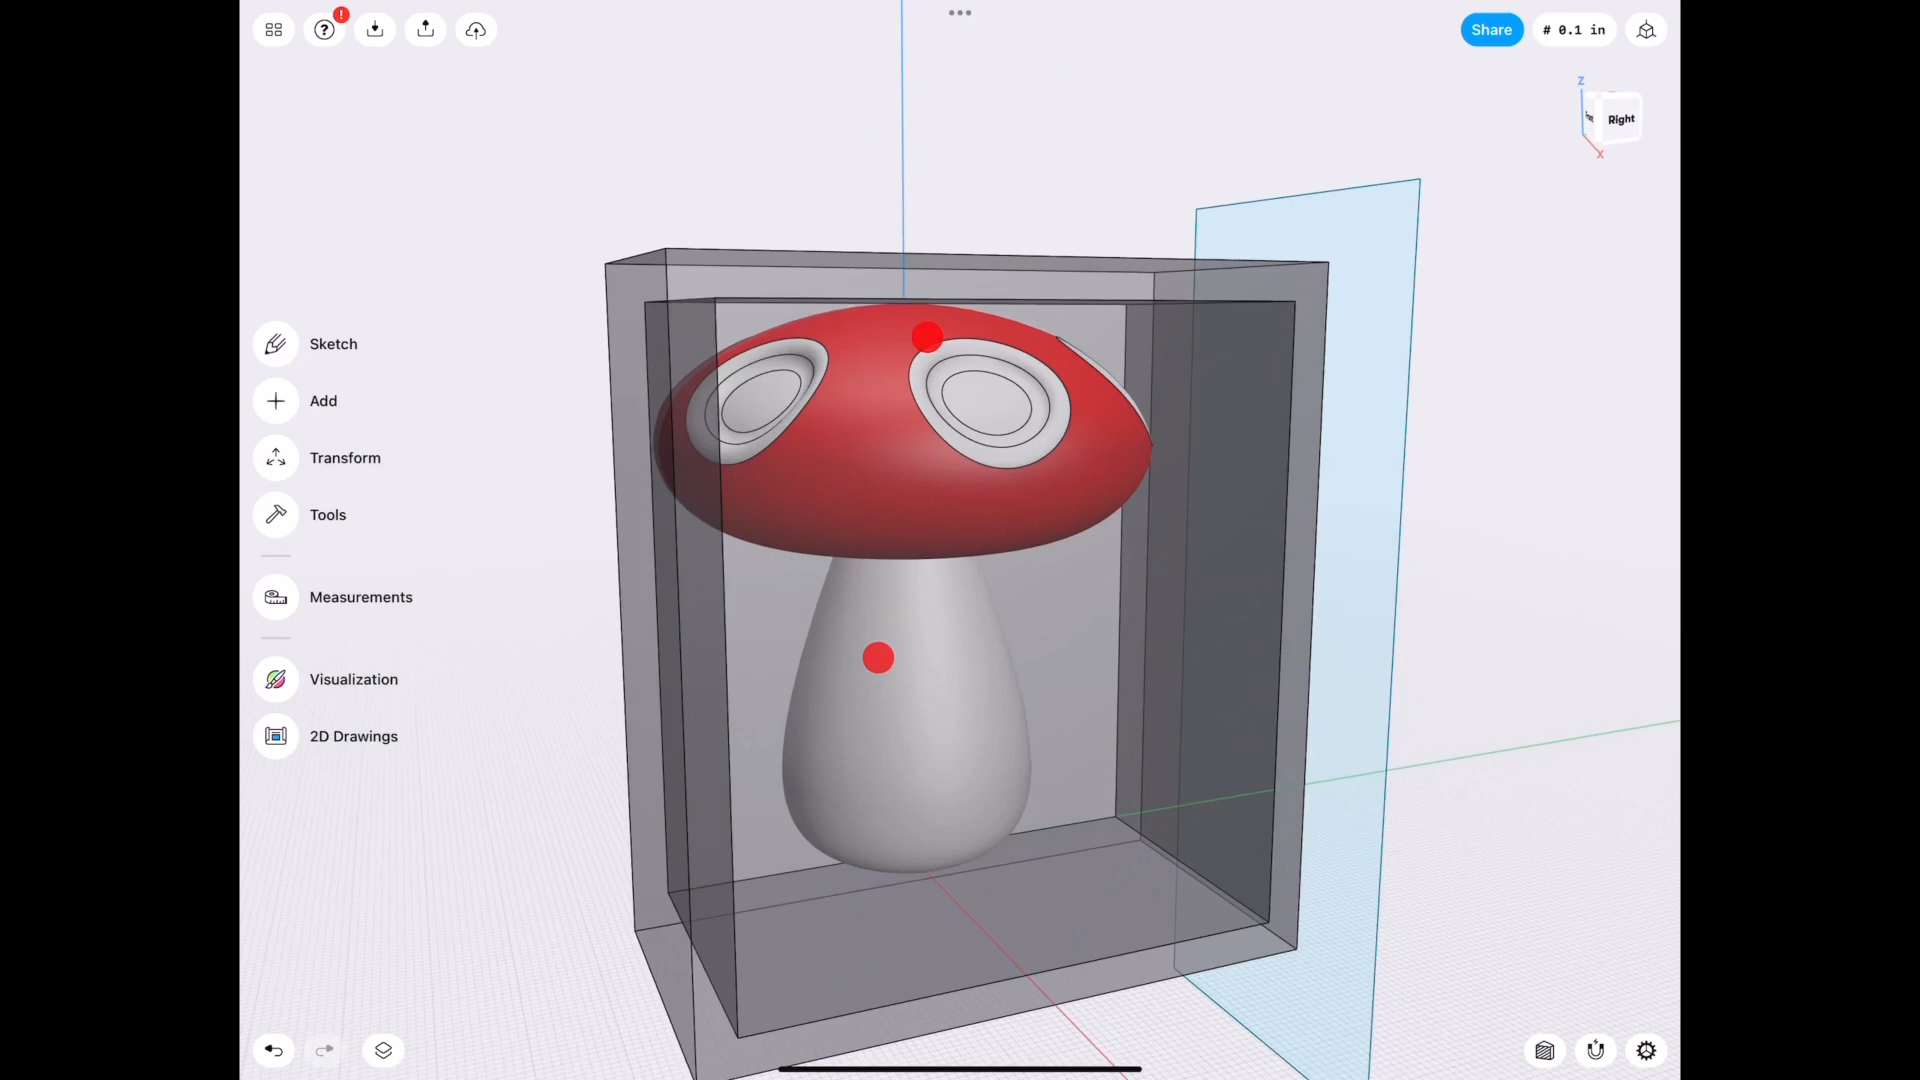 ?
!
Share
# 0.1 in
Z
Right
X
Sketch
Add
Transform
Tools
Measurements
Visualization
2D Drawings